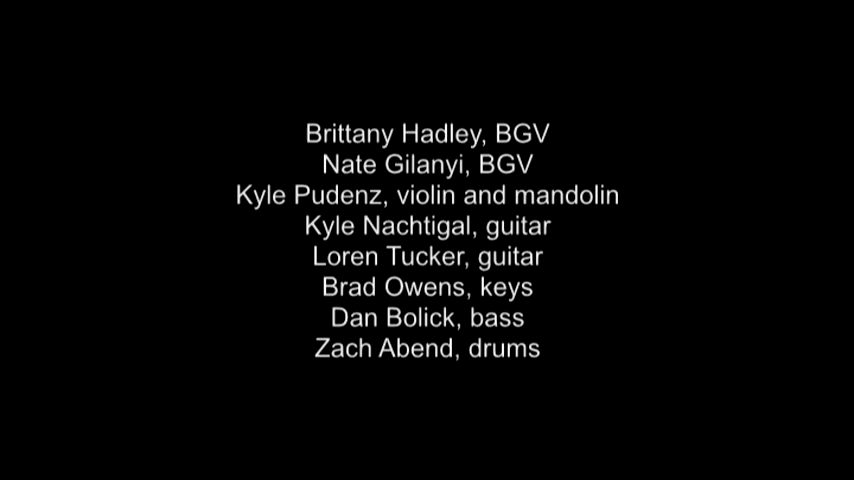 Brittany Hadley, BGV
Nate Gilanyi, BGV
Kyle Pudenz, violin and mandolin
Kyle Nachtigal, guitar
Loren Tucker, guitar
Brad Owens, keys
Dan Bolick, bass
Zach Abend, drums